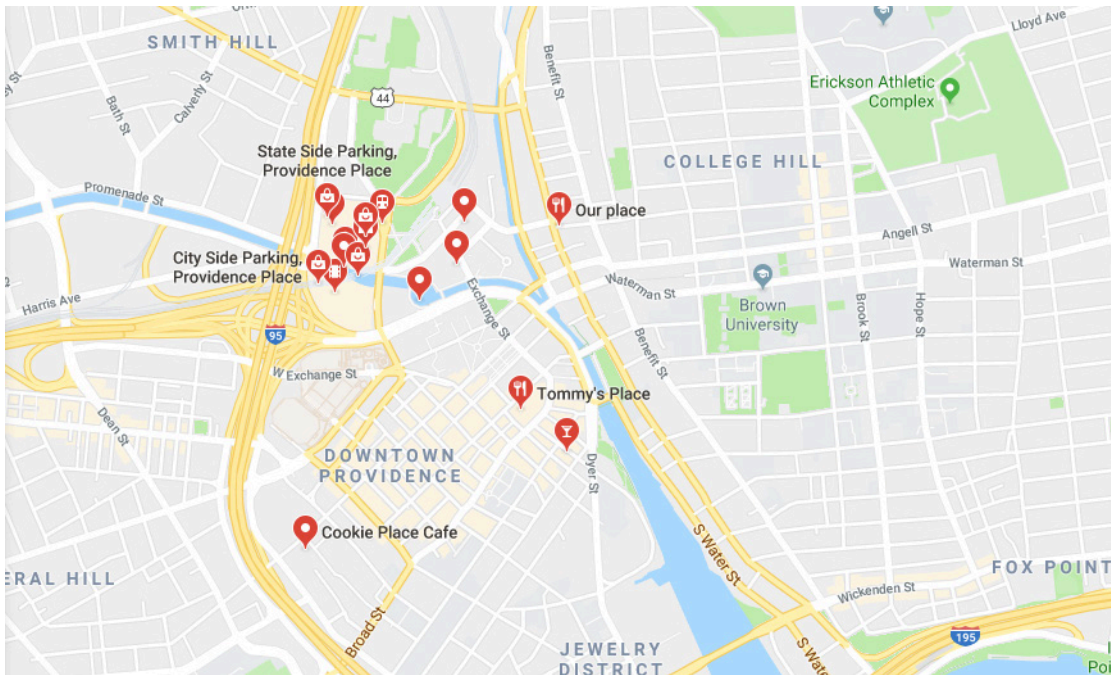 SMITH HILL
Lloyd Ave
Benefit St
Calverly St
Bath St
44
Erickson Athletic
Complex
State Side Parking,
Providence Place
COLLEGE HILL
Promenade St
Our place
Angell St
City Side Parking,
Providence Place
Waterman St
Waterman St
Harris Ave
Exchange St
Brown
University
Brook St
Hope St
95
Benefit St
W Exchange St
Tommy's Place
Dean St
DOWNTOWN
PROVIDENCE
Dyer St
Cookie Place Cafe
S Water St
ERAL HILL
FOX POINT
Wickenden St
Broad St
195
S Wate
JEWELRY
DISTRICT
Poi